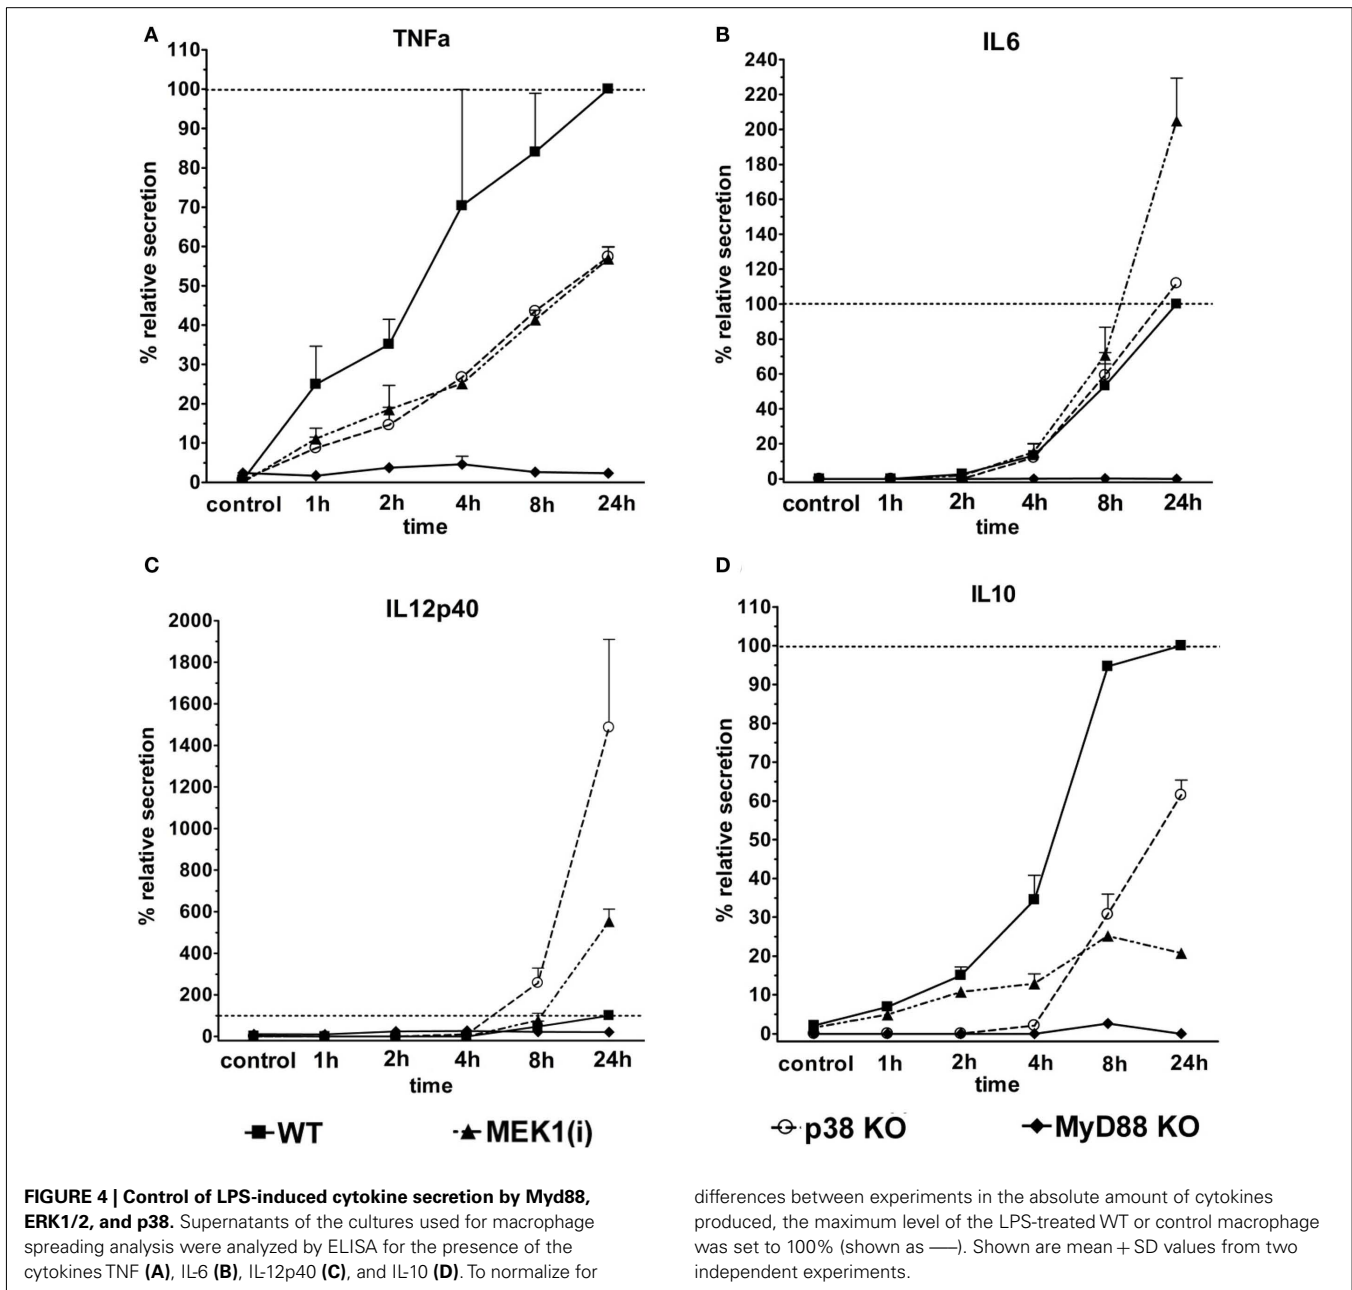 A
TNFa
110
100
90
80
70
60
50
40
30
20
10
0
% relative secretion
control 1h 2h 4h 8h 24h
time
B
IL6
240
220
200
180
160
140
120
100
80
60
40
20
0
% relative secretion
control 1h 2h 4h 8h 24h
time
C
IL12p40
2000
1800
1600
1400
1200
1000
800
600
400
200
0
% relative secretion
control 1h 2h 4h 8h 24h
time
D
IL10
110
100
90
80
70
60
50
40
30
20
10
0
% relative secretion
control 1h 2h 4h 8h 24h
time
WT MEK1(i) p38 KO MyD88 KO
FIGURE 4 | Control of LPS-induced cytokine secretion by Myd88,
ERK1/2, and p38. Supernatants of the cultures used for macrophage
spreading analysis were analyzed by ELISA for the presence of the
cytokines TNF (A), IL-6 (B), IL-12p40 (C), and IL-10 (D). To normalize for
differences between experiments in the absolute amount of cytokines
produced, the maximum level of the LPS-treated WT or control macrophage
was set to 100% (shown as -----). Shown are mean + SD values from two
independent experiments.